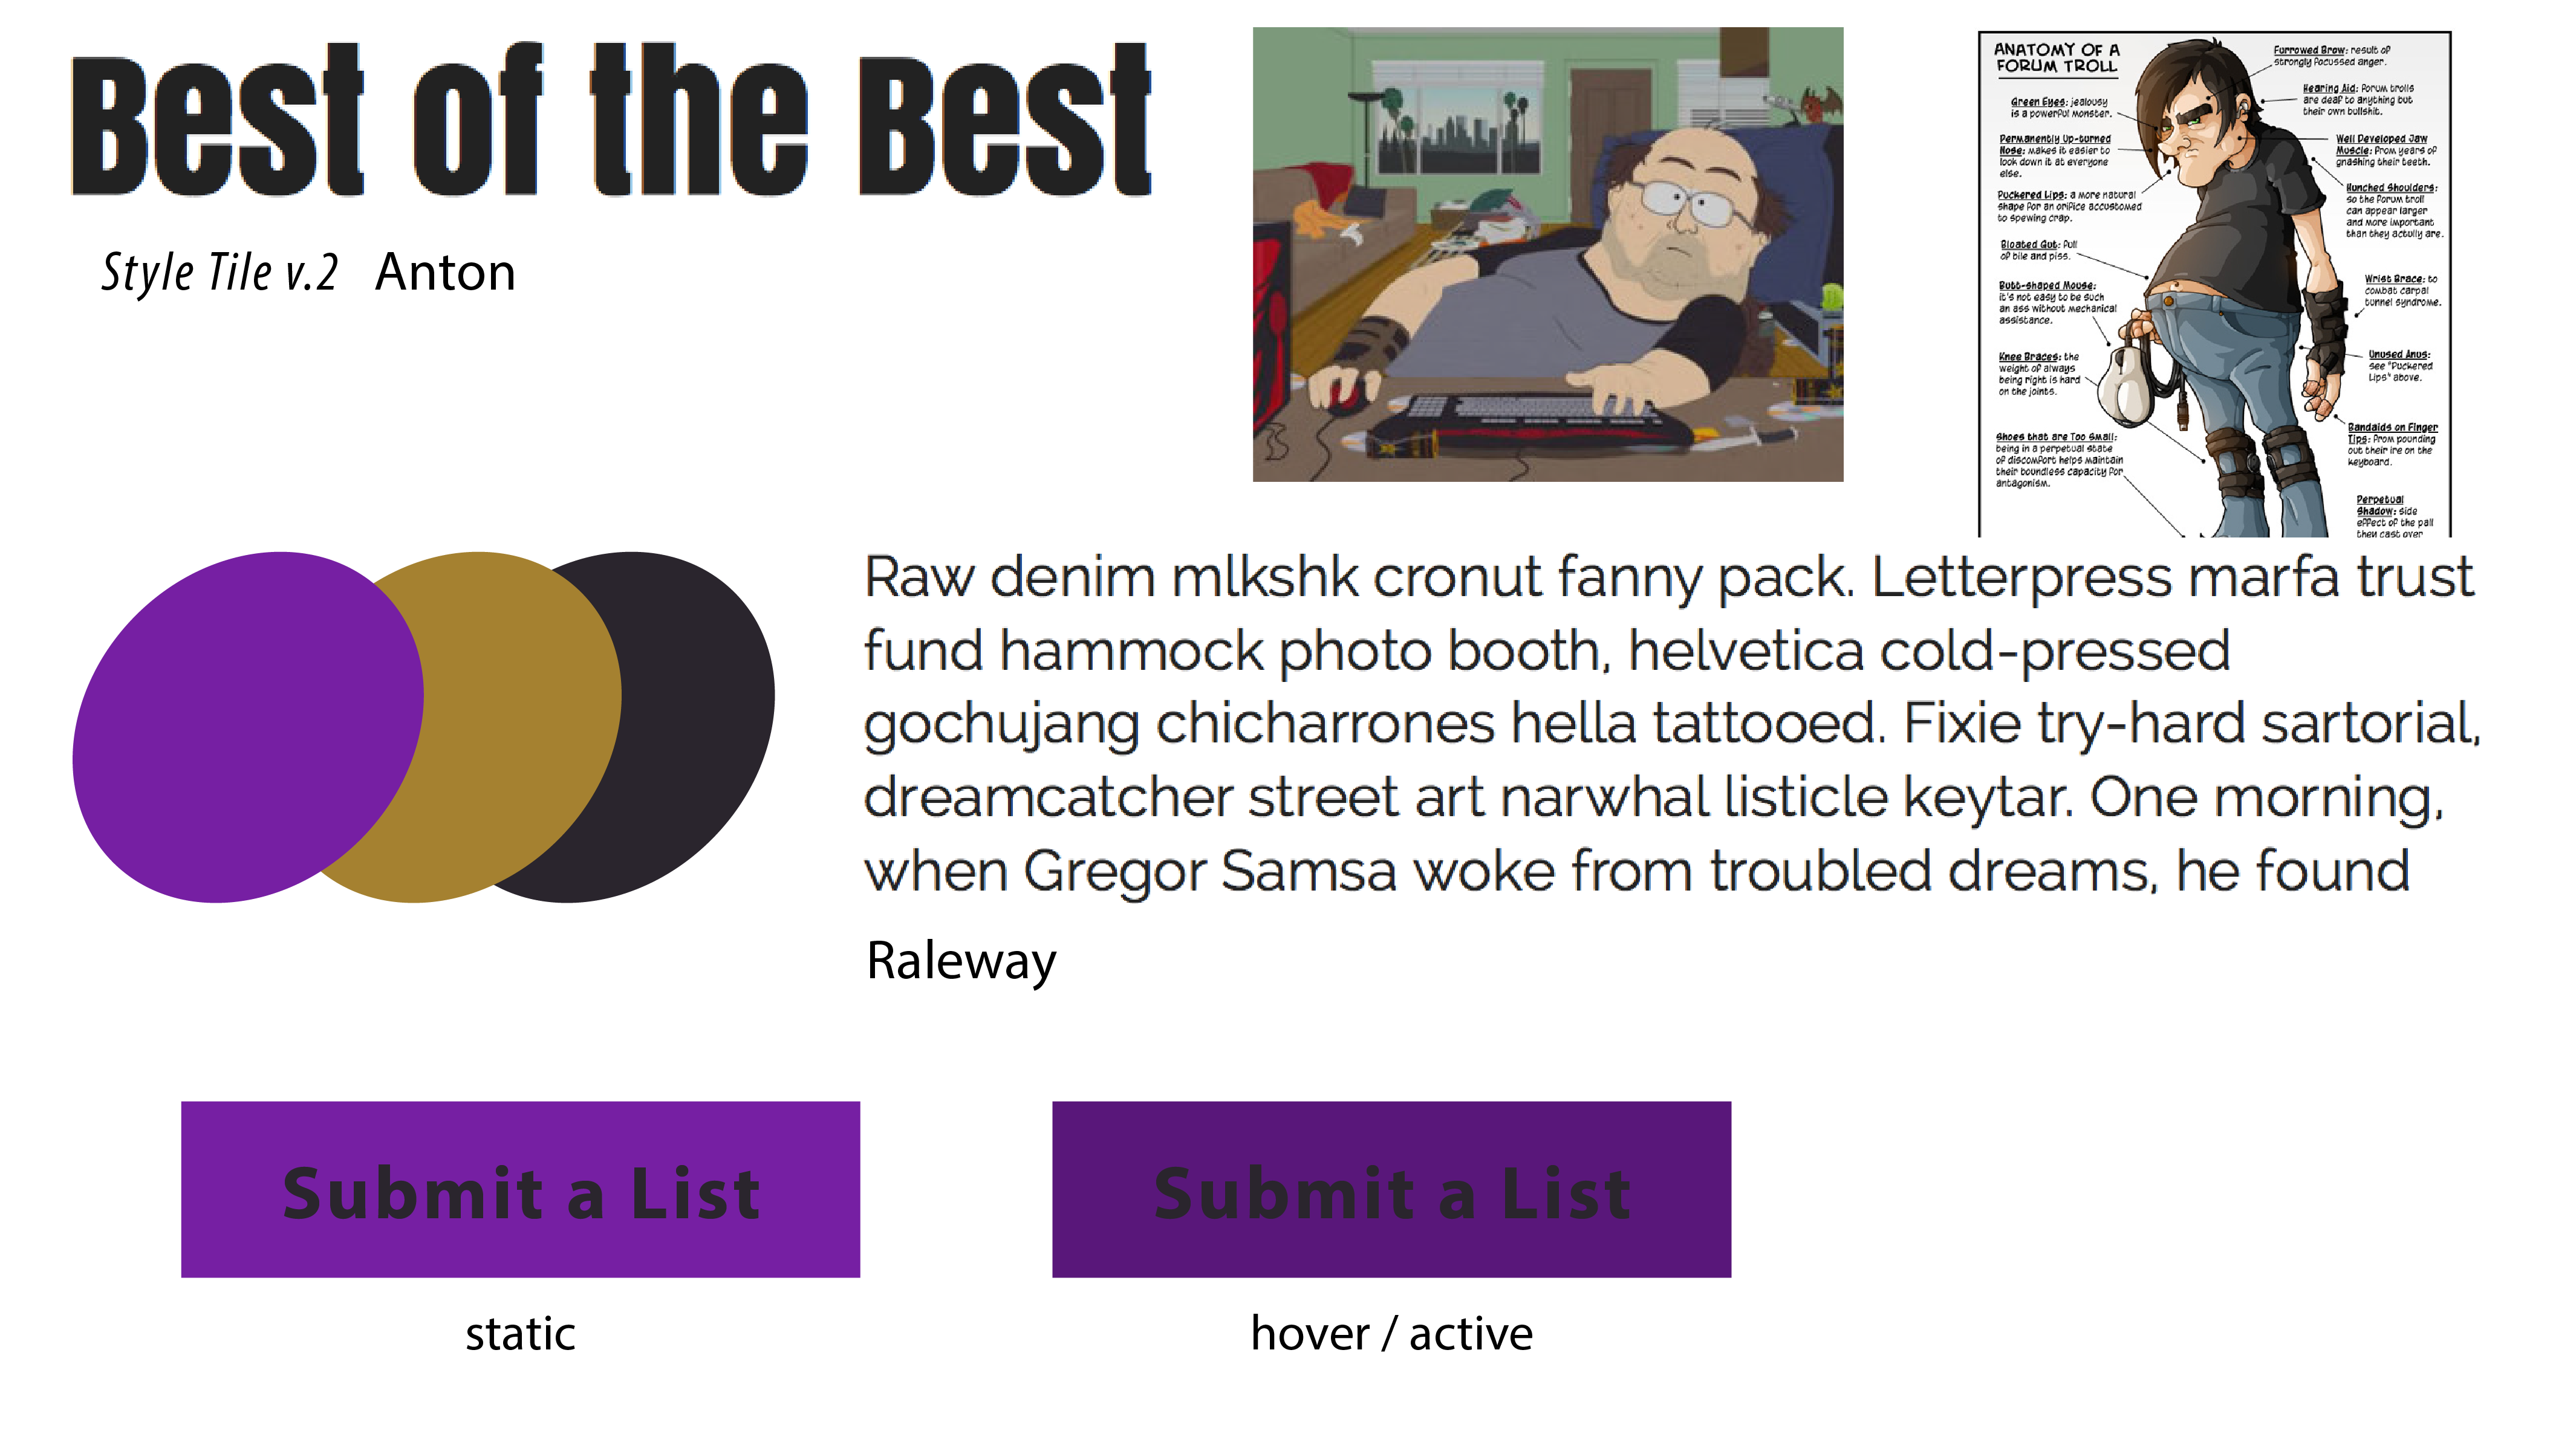 Best of the Best
Style Tile v.2 Anton
ANATOMY OF A
FORUM TROLL
Green Eyes: jealousy
is a powerful monster.
Permanently Up-turned
Nose: makes it easier to
look down it at everyone
else.
Puckered Lips: a more natural
shape for an orifice accustomed
to spewing crap.
Bloated Gut: full
of bile and piss.
Butt-shaped Mouse:
it's not easy to be such
an ass without mechanical
assistance.
Knee Braces: the
weight of always
being right is hard
on the joints.
Shoes that are Too Small:
being in a perpetual state
of discomfort helps maintain
their boundless capacity for
antagonism.
Furrowed Brow: result of
strongly focussed anger.
Hearing Aid: Forum trolls
are deaf to anything but
their own bullshit.
Well Developed Jaw
Muscle: from years of
gnashing their teeth.
Hunched Shoulders:
so the forum troll
can appear larger
and more important
than they actully are.
Wrist Brace: to
combat carpal
tunnel syndrome.
Unused Anus:
see "Puckered
Lips" above.
Bandaids on Finger
Tips: from pounding
out their ire on the
keyboard.
Perpetual
Shadow: side
effect of the pall
they cast over
Raw denim mlkshk cronut fanny pack. Letterpress marfa trust
fund hammock photo booth, helvetica cold-pressed
gochujang chicharrones hella tattooed. Fixie try-hard sartorial,
dreamcatcher street art narwhal listicle keytar. One morning,
when Gregor Samsa woke from troubled dreams, he found
Raleway
Submit a List
static
Submit a List
hover / active